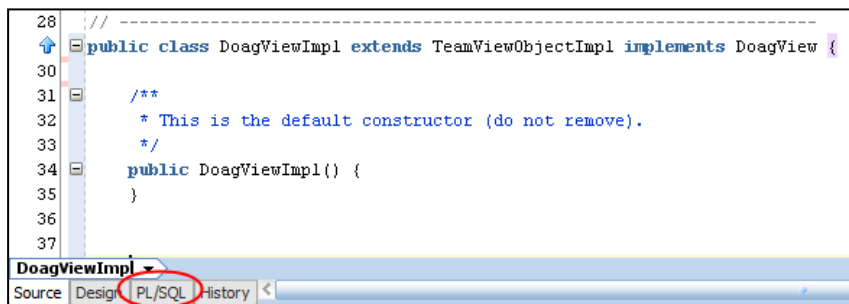 28 // ----------------------------------------------------------------------
public class DoagViewImpl extends TeamViewObjectImpl implements DoagView {
30
31 /**
32 * This is the default constructor (do not remove).
33 */
34 public DoagViewImpl() {
35 }
36
37
DoagViewImpl
Source Design PL/SQL History